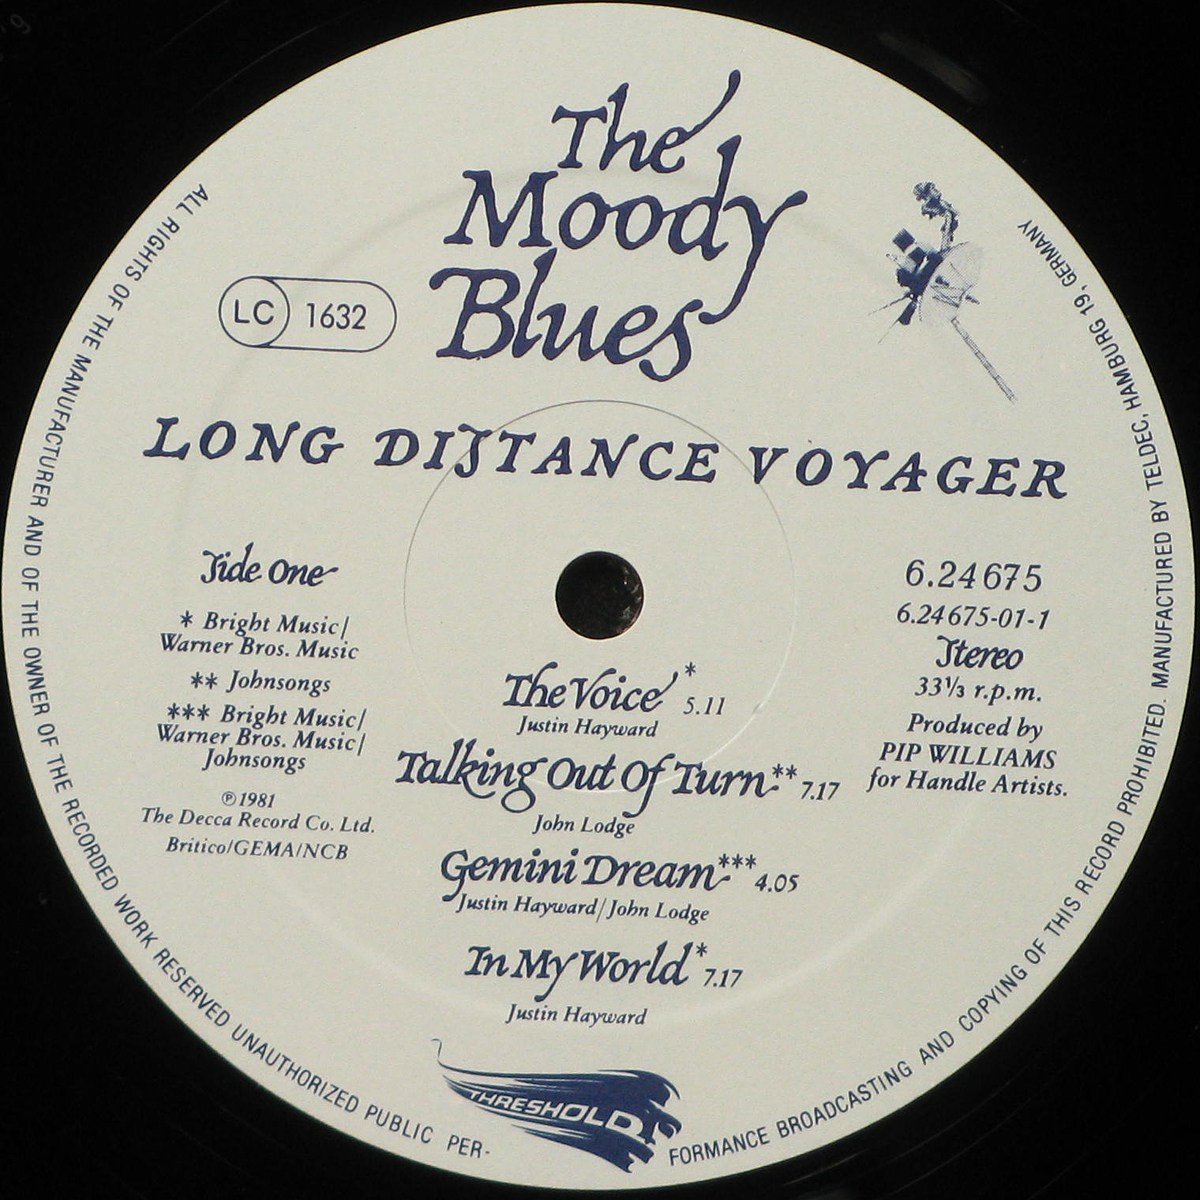 The
Moody
Blues
LC 1632
LONG DISTANCE VOYAGER
Side One
* Bright Music/
Warner Bros. Music
** Johnsongs
*** Bright Music/
Warner Bros. Music/
Johnsongs
℗1981
The Decca Record Co. Ltd.
Britico/GEMA/NCB
6.24675
6.24675-01-1
Stereo
33⅓ r.p.m.
Produced by
PIP WILLIAMS
for Handle Artists.
The Voice* 5.11
Justin Hayward
Talking Out Of Turn** 7.17
John Lodge
Gemini Dream*** 4.05
Justin Hayward/John Lodge
In My World* 7.17
Justin Hayward
THRESHOLD
ALL RIGHTS OF THE MANUFACTURER AND OF THE OWNER OF THE RECORDED WORK RESERVED UNAUTHORIZED PUBLIC PER-
FORMANCE BROADCASTING AND COPYING OF THIS RECORD PROHIBITED. MANUFACTURED BY TELDEC, HAMBURG 19, GERMANY